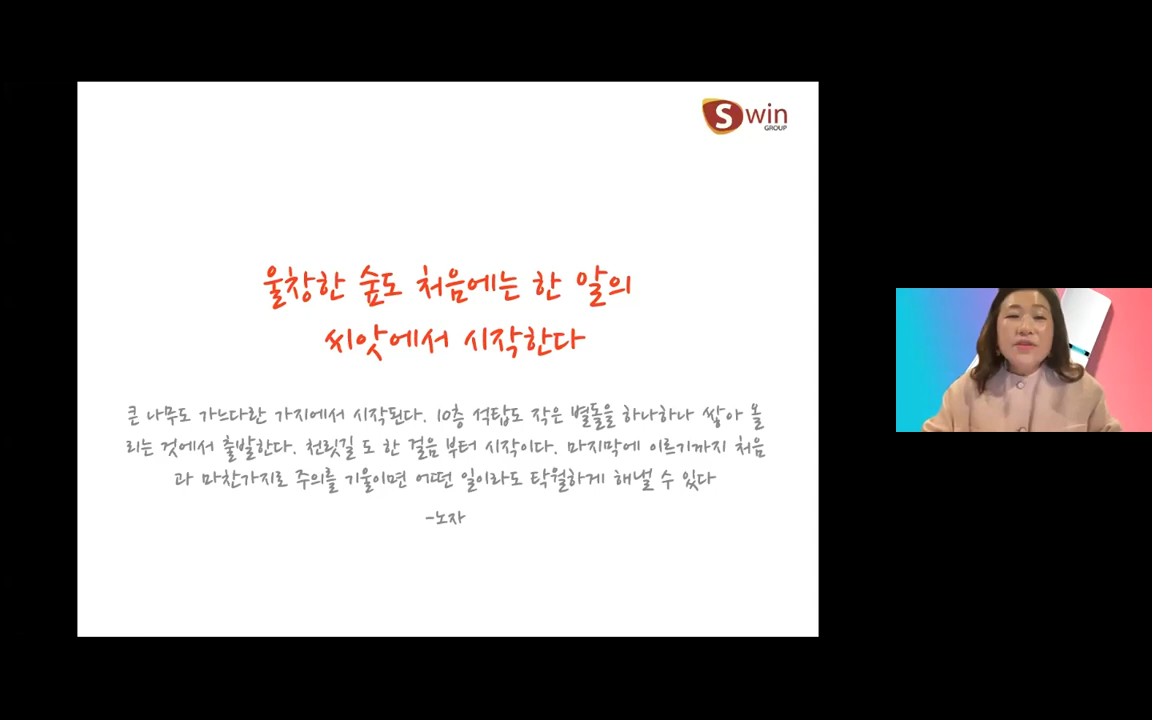 Swin
GROUP
울창한 숲도 처음에는 한 알의
씨앗에서 시작한다
큰 나무도 가느다란 가지에서 시작된다. 10층 석탑도 작은 별돌을 하나하나 쌓아 올
리는 것에서 출발한다. 천릿길 도 한 걸음 부터 시작이다. 마지막에 이르기까지 처음
과 마찬가지로 주의를 기울이면 어떤 일이라도 탁월하게 해낼 수 있다
-노자